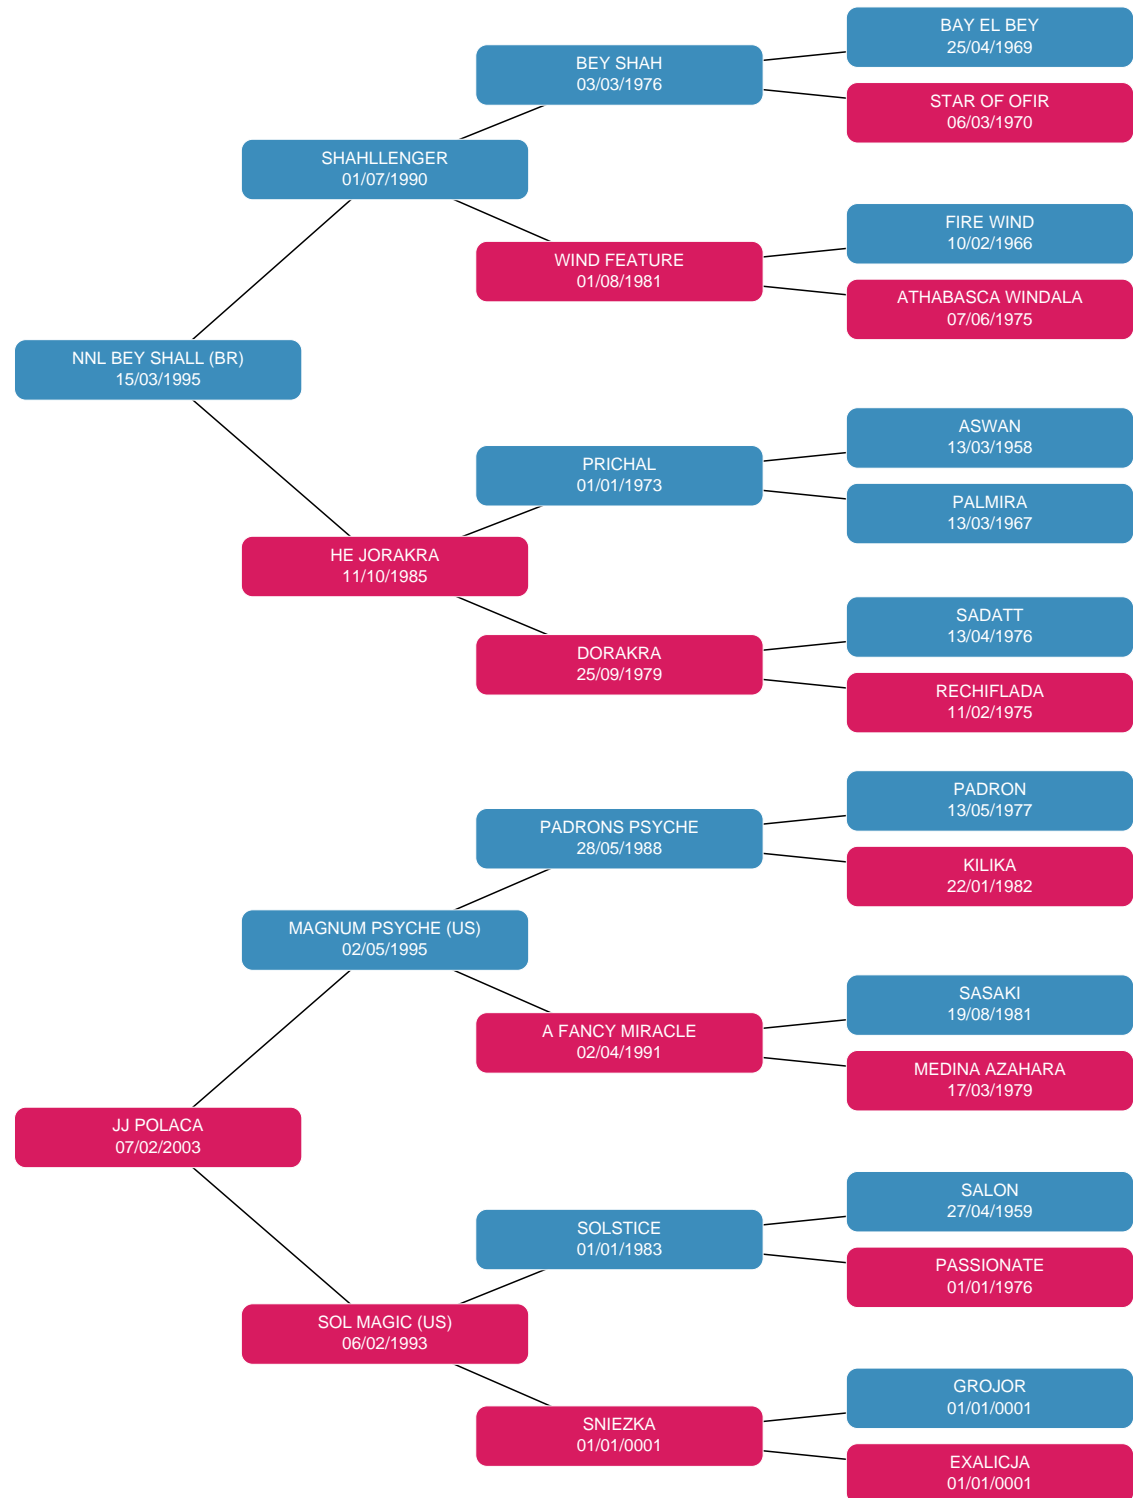 BAY EL BEY
25/04/1969
BEY SHAH
03/03/1976
STAR OF OFIR
06/03/1970
SHAHLLENGER
01/07/1990
FIRE WIND
10/02/1966
WIND FEATURE
01/08/1981
ATHABASCA WINDALA
07/06/1975
NNL BEY SHALL (BR)
15/03/1995
ASWAN
13/03/1958
PRICHAL
01/01/1973
PALMIRA
13/03/1967
HE JORAKRA
11/10/1985
SADATT
13/04/1976
DORAKRA
25/09/1979
RECHIFLADA
11/02/1975
PADRON
13/05/1977
PADRONS PSYCHE
28/05/1988
KILIKA
22/01/1982
MAGNUM PSYCHE (US)
02/05/1995
SASAKI
19/08/1981
A FANCY MIRACLE
02/04/1991
MEDINA AZAHARA
17/03/1979
JJ POLACA
07/02/2003
SALON
27/04/1959
SOLSTICE
01/01/1983
PASSIONATE
01/01/1976
SOL MAGIC (US)
06/02/1993
GROJOR
01/01/0001
SNIEZKA
01/01/0001
EXALICJA
01/01/0001